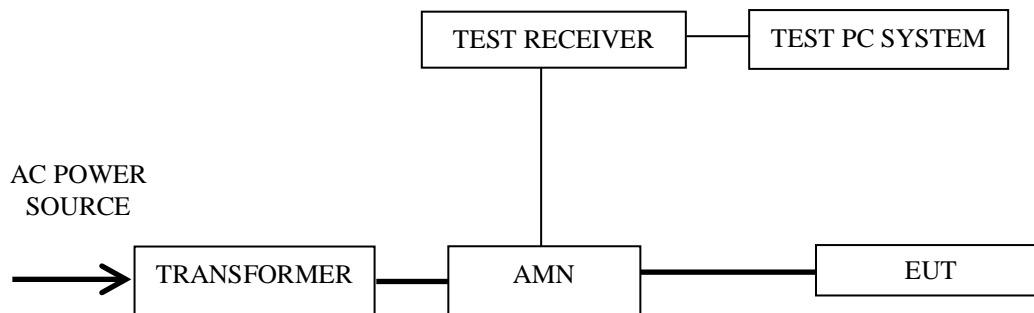 TEST RECEIVER
TEST PC SYSTEM
AC POWER
SOURCE
TRANSFORMER
AMN
EUT